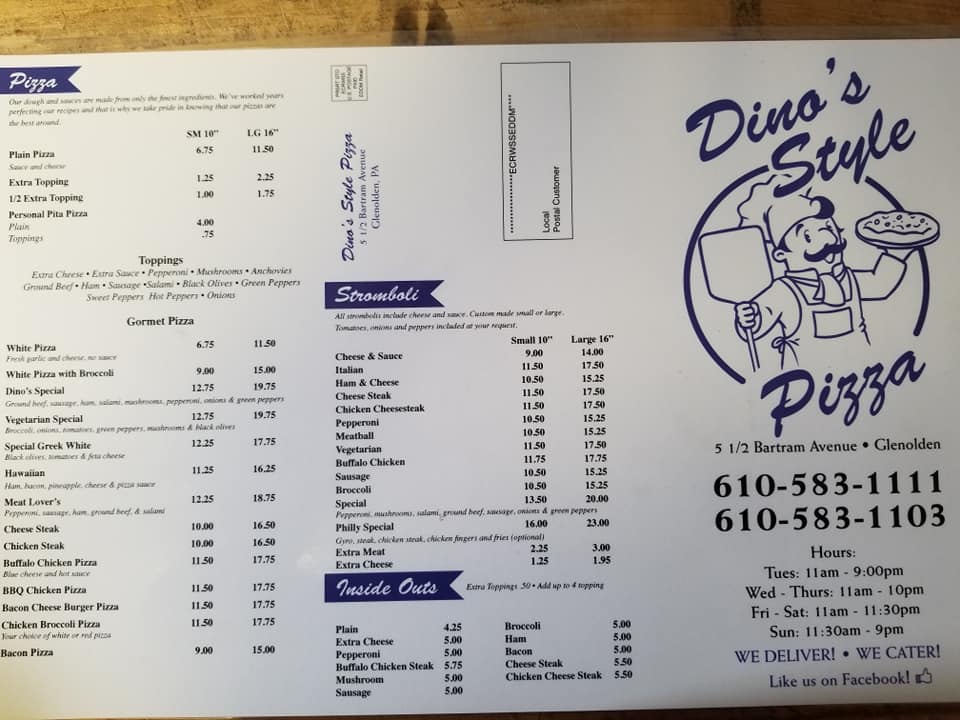 Pizza
Our dough and sauces are made from only the finest ingredients. We've worked years
perfecting our recipes and that is why we take pride in knowing that our pizzas are
the best around.
SM 10" LG 16"
Plain Pizza 6.75 11.50
Sauce and cheese
Extra Topping 1.25 2.25
1/2 Extra Topping 1.00 1.75
Personal Pita Pizza
Plain 4.00
Toppings .75
Toppings
Extra Cheese • Extra Sauce • Pepperoni • Mushrooms • Anchovies
Ground Beef • Ham • Sausage •Salami • Black Olives • Green Peppers
Sweet Peppers Hot Peppers • Onions
Gormet Pizza
White Pizza 6.75 11.50
Fresh garlic and cheese, no sauce
White Pizza with Broccoli 9.00 15.00
Dino's Special 12.75 19.75
Ground beef, sausage, ham, salami, mushrooms, pepperoni, onions & green peppers
Vegetarian Special 12.75 19.75
Broccoli, onions, tomatoes, green peppers, mushrooms & black olives
Special Greek White 12.25 17.75
Black olives, tomatoes & feta cheese
Hawaiian 11.25 16.25
Ham, bacon, pineapple, cheese & pizza sauce
Meat Lover's 12.25 18.75
Pepperoni, sausage, ham, ground beef, & salami
Cheese Steak 10.00 16.50
Chicken Steak 10.00 16.50
Buffalo Chicken Pizza 11.50 17.75
Blue cheese and hot sauce
BBQ Chicken Pizza 11.50 17.75
Bacon Cheese Burger Pizza 11.50 17.75
Chicken Broccoli Pizza 11.50 17.75
Your choice of white or red pizza
Bacon Pizza 9.00 15.00
PRSRT STD
ECRWSS
U.S. POSTAGE
PAID
EDDM Retail
Dino's Style Pizza
5 1/2 Bartram Avenue
Glenolden, PA
*****************ECRWSSEDDM****
Local
Postal Customer
Stromboli
All strombolis include cheese and sauce. Custom made small or large.
Tomatoes, onions and peppers included at your request.
Small 10" Large 16"
Cheese & Sauce 9.00 14.00
Italian 11.50 17.50
Ham & Cheese 10.50 15.25
Cheese Steak 11.50 17.50
Chicken Cheesesteak 11.50 17.50
Pepperoni 10.50 15.25
Meatball 10.50 15.25
Vegetarian 11.50 17.50
Buffalo Chicken 11.75 17.75
Sausage 10.50 15.25
Broccoli 10.50 15.25
Special 13.50 20.00
Pepperoni, mushrooms, salami, ground beef, sausage, onions & green peppers
Philly Special 16.00 23.00
Gyro, steak, chicken steak, chicken fingers and fries (optional)
Extra Meat 2.25 3.00
Extra Cheese 1.25 1.95
Inside Outs
Extra Toppings .50 • Add up to 4 topping
Plain 4.25
Extra Cheese 5.00
Pepperoni 5.00
Buffalo Chicken Steak 5.75
Mushroom 5.00
Sausage 5.00
Broccoli 5.00
Ham 5.00
Bacon 5.00
Cheese Steak 5.50
Chicken Cheese Steak 5.50
Dino's
Style
Pizza
5 1/2 Bartram Avenue • Glenolden
610-583-1111
610-583-1103
Hours:
Tues: 11am - 9:00pm
Wed - Thurs: 11am - 10pm
Fri - Sat: 11am - 11:30pm
Sun: 11:30am - 9pm
WE DELIVER! • WE CATER!
Like us on Facebook!